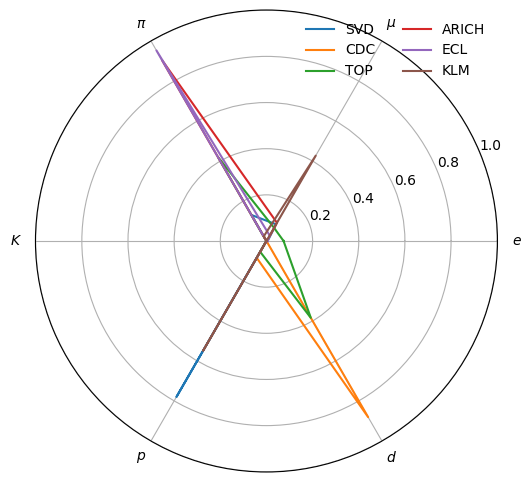 π
μ
SVD ARICH
CDC ECL
TOP KLM
1.0
0.8
0.6
0.4
0.2
K
e
p
d